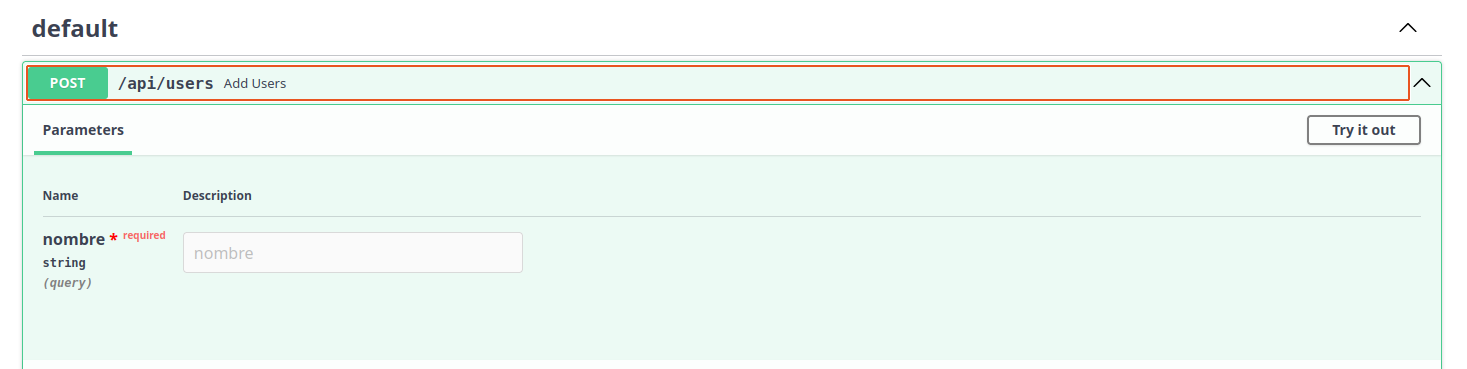 default
POST /api/users Add Users
Parameters Try it out
Name Description
nombre * required nombre
string
(query)